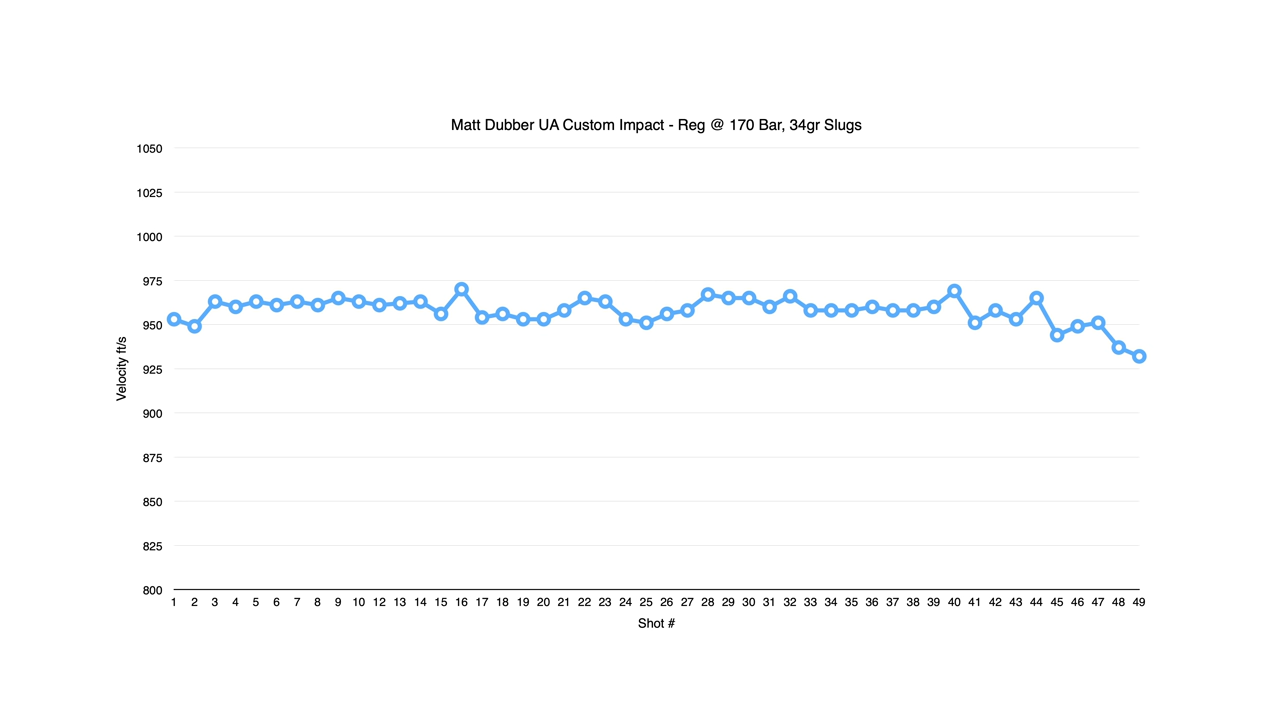 Matt Dubber UA Custom Impact - Reg @ 170 Bar, 34gr Slugs
1050
1025
1000
975
950
925
900
875
850
825
800
Velocity ft/s
1 2 3 4 5 6 7 8 9 10 12 13 14 15 16 17 18 19 20 21 22 23 24 25 26 27 28 29 30 31 32 33 34 35 36 37 38 39 40 41 42 43 44 45 46 47 48 49
Shot #